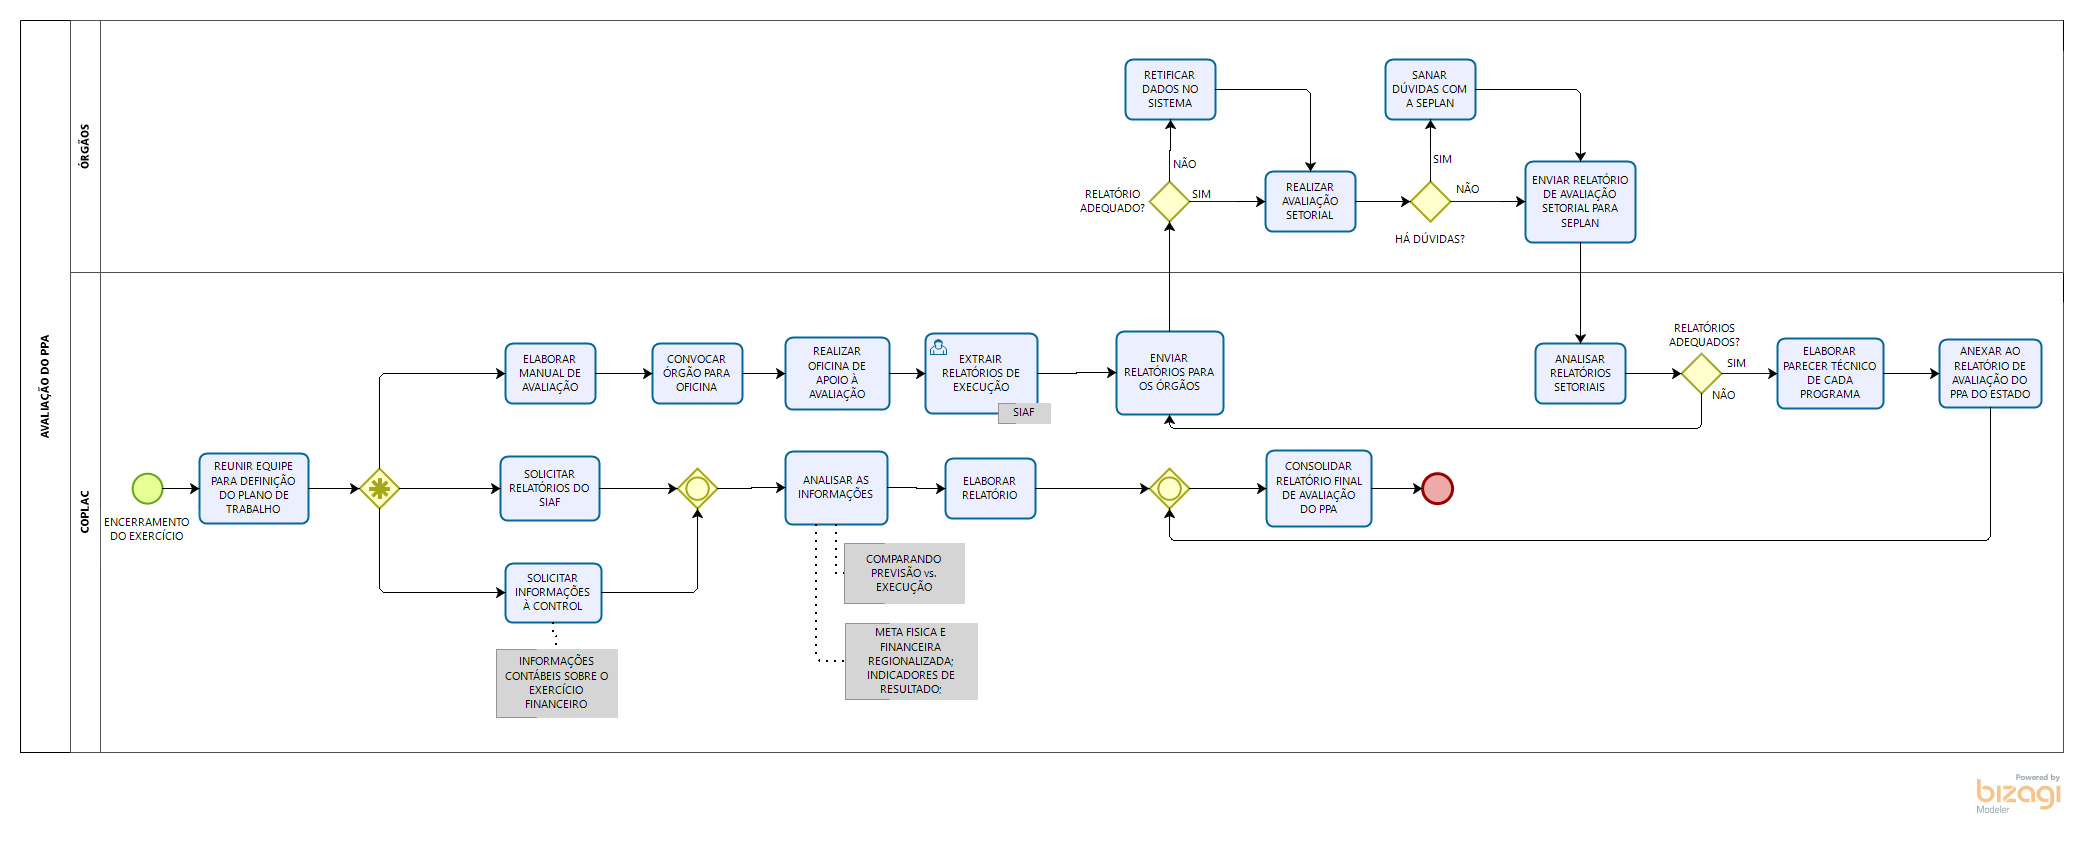 AVALIAÇÃO DO PPA
ÓRGÃOS
RETIFICAR
DADOS NO
SISTEMA
SANAR
DÚVIDAS COM
A SEPLAN
NÃO
SIM
RELATÓRIO
ADEQUADO?
SIM
REALIZAR
AVALIAÇÃO
SETORIAL
NÃO
HÁ DÚVIDAS?
ENVIAR RELATÓRIO
DE AVALIAÇÃO
SETORIAL PARA
SEPLAN
COPLAC
ELABORAR
MANUAL DE
AVALIAÇÃO
CONVOCAR
ÓRGÃO PARA
OFICINA
REALIZAR
OFICINA DE
APOIO À
AVALIAÇÃO
EXTRAIR
RELATÓRIOS DE
EXECUÇÃO
SIAF
ENVIAR
RELATÓRIOS PARA
OS ÓRGÃOS
ANALISAR
RELATÓRIOS
SETORIAIS
RELATÓRIOS
ADEQUADOS?
SIM
NÃO
ELABORAR
PARECER TÉCNICO
DE CADA
PROGRAMA
ANEXAR AO
RELATÓRIO DE
AVALIAÇÃO DO
PPA DO ESTADO
ENCERRAMENTO
DO EXERCÍCIO
REUNIR EQUIPE
PARA DEFINIÇÃO
DO PLANO DE
TRABALHO
SOLICITAR
RELATÓRIOS DO
SIAF
ANALISAR AS
INFORMAÇÕES
ELABORAR
RELATÓRIO
CONSOLIDAR
RELATÓRIO FINAL
DE AVALIAÇÃO
DO PPA
SOLICITAR
INFORMAÇÕES
À CONTROL
COMPARANDO
PREVISÃO vs.
EXECUÇÃO
META FISICA E
FINANCEIRA
REGIONALIZADA;
INDICADORES DE
RESULTADO;
INFORMAÇÕES
CONTÁBEIS SOBRE O
EXERCÍCIO
FINANCEIRO
Powered by
bizagi
Modeler